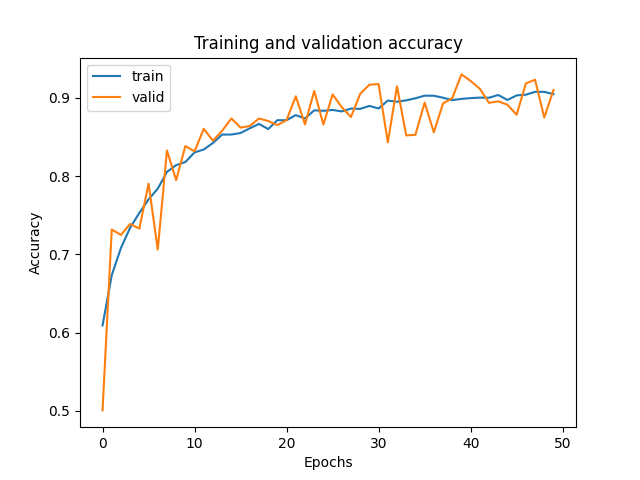 Training and validation accuracy
train
valid
Accuracy
0.9
0.8
0.7
0.6
0.5
0 10 20 30 40 50
Epochs